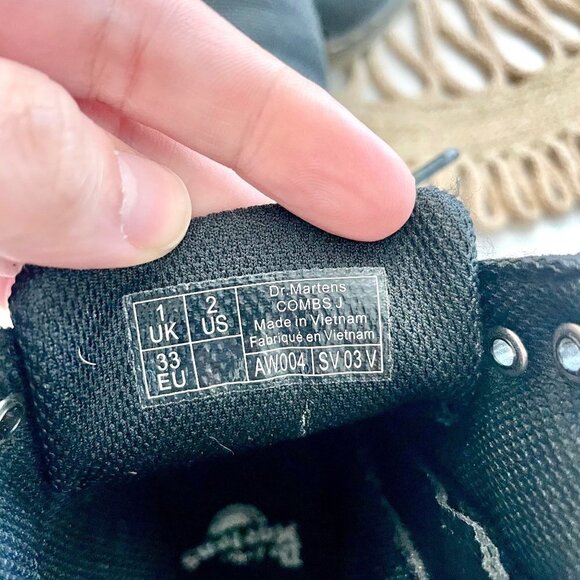 1 UK
2 US
33 EU
Dr Martens
COMBS J
Made in Vietnam
Fabriqué en Vietnam
AW004
SV 03 V